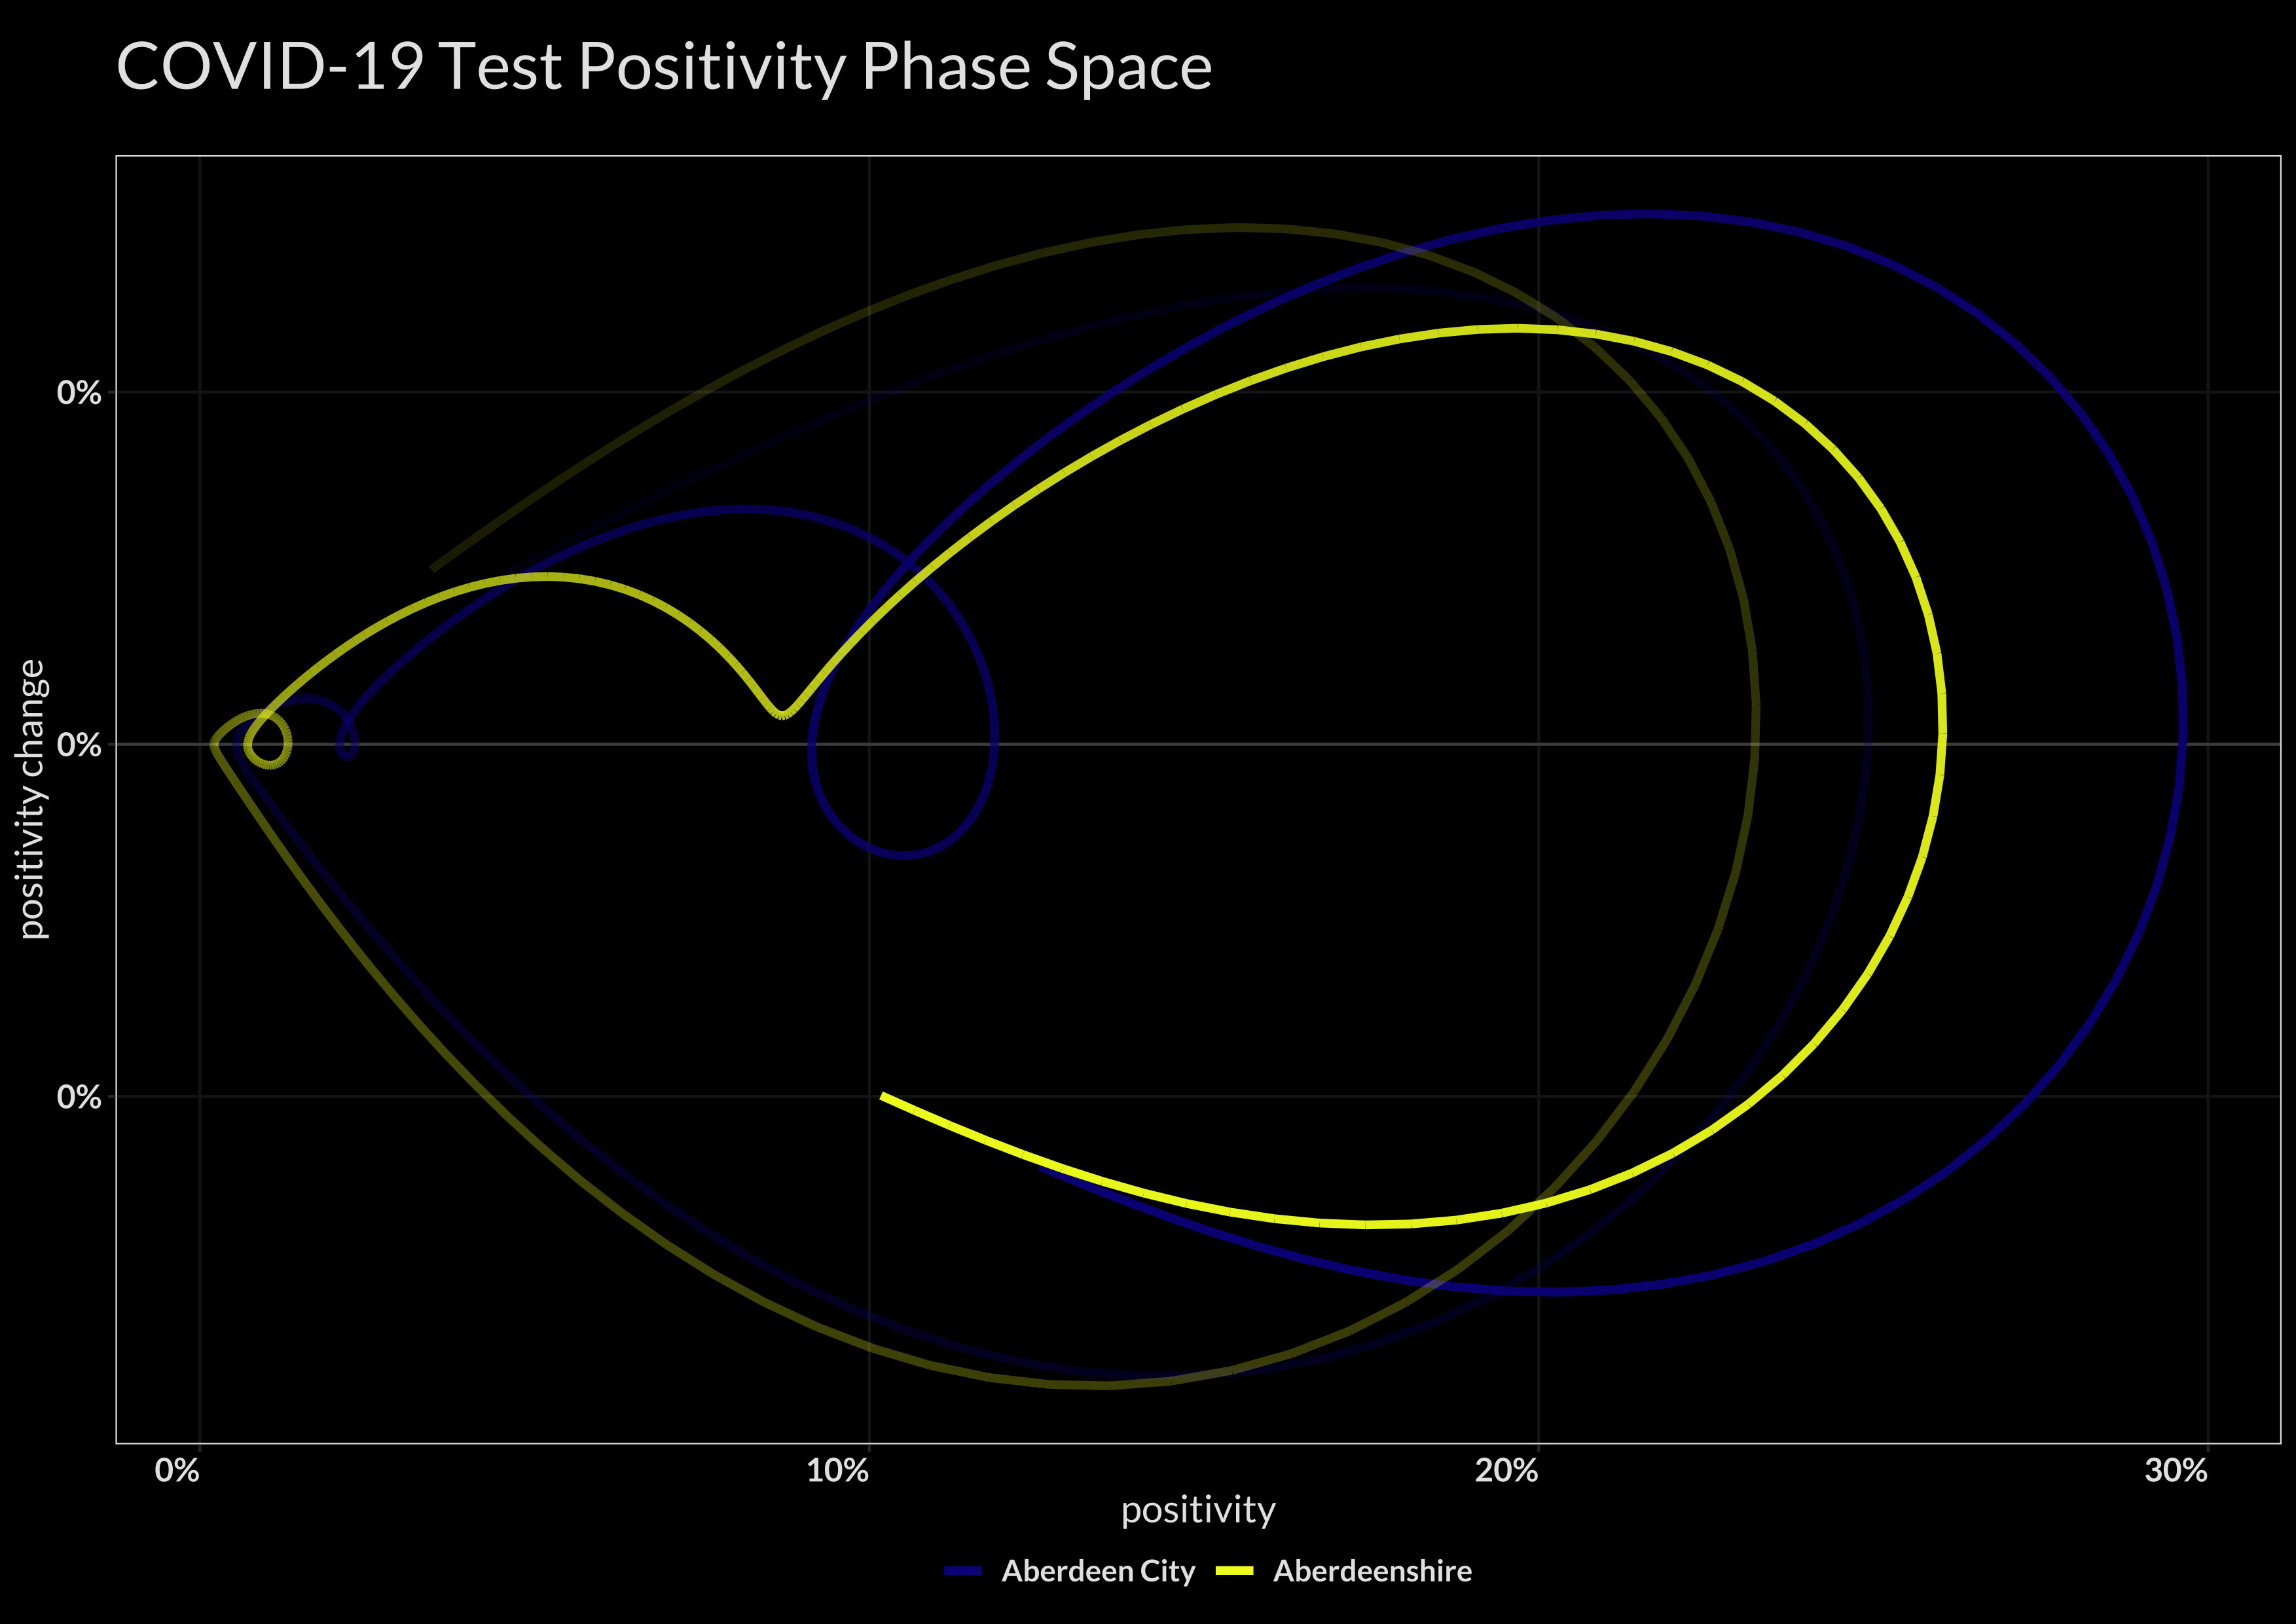 COVID-19 Test Positivity Phase Space
positivity change
0%
0%
0%
0%
10%
20%
30%
positivity
Aberdeen City
Aberdeenshire